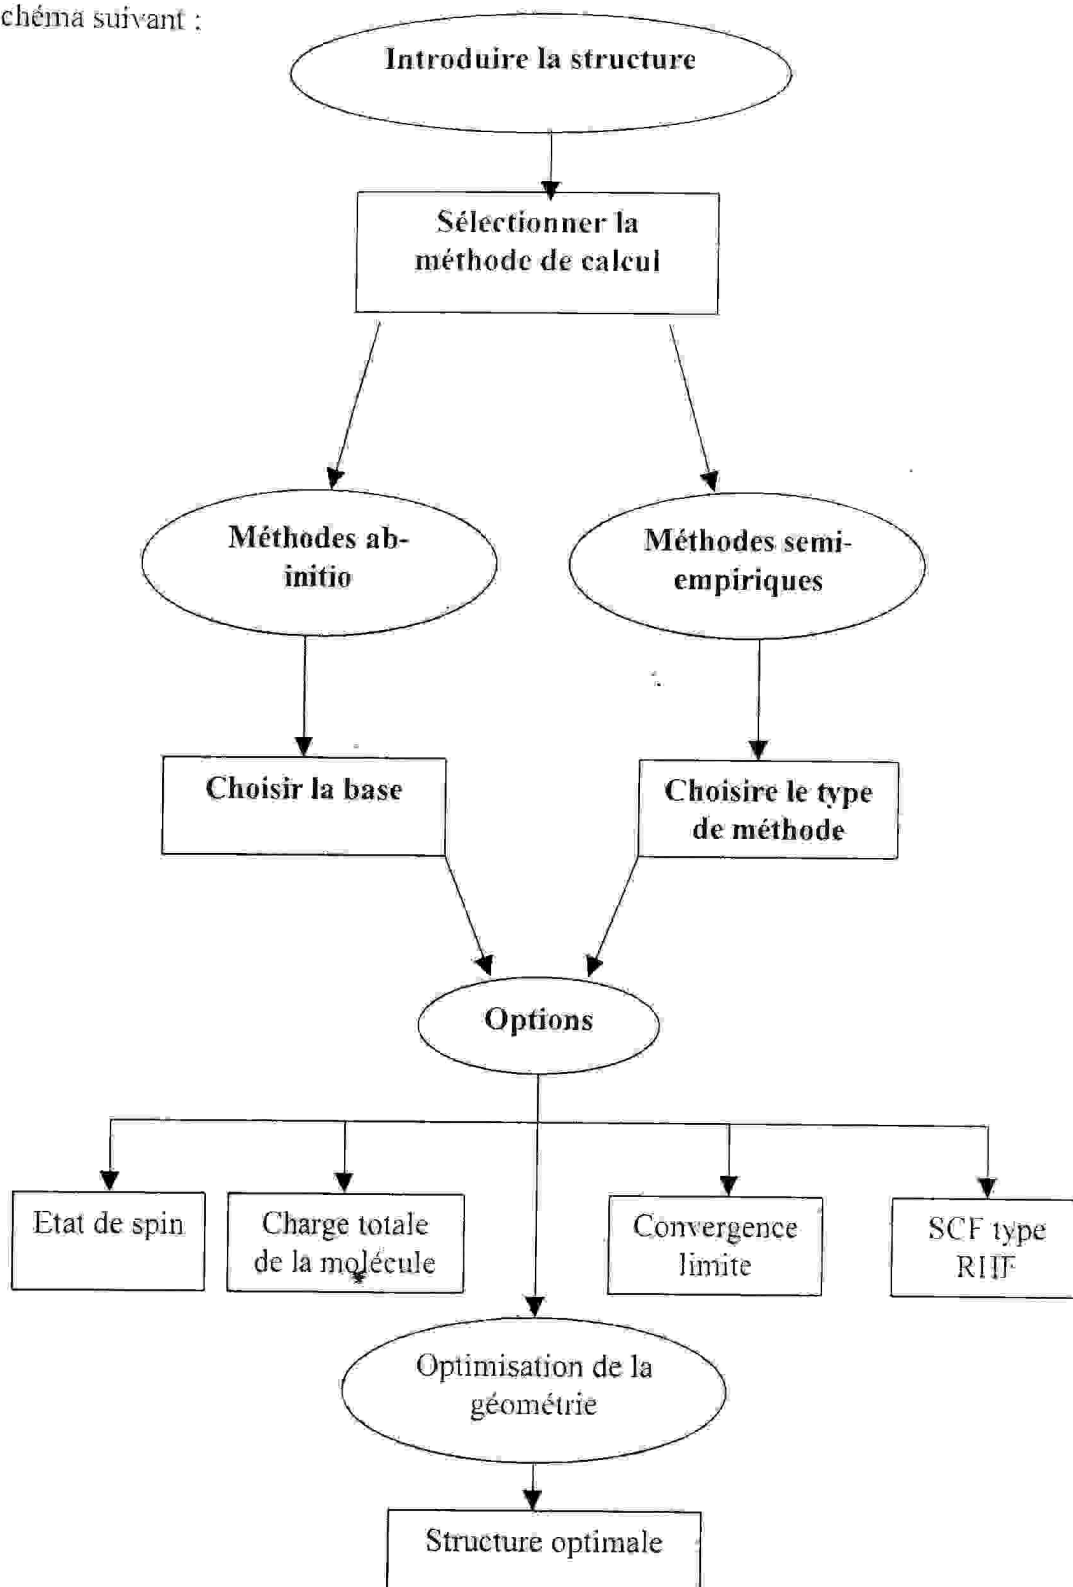 chéma suivant :
Introduire la structure
Sélectionner la
méthode de calcul
Méthodes ab-
initio
Méthodes semi-
empiriques
Choisir la base
Choisire le type
de méthode
Options
Etat de spin
Charge totale
de la molécule
Convergence
limite
SCF type
RHF
Optimisation de la
géométrie
Structure optimale